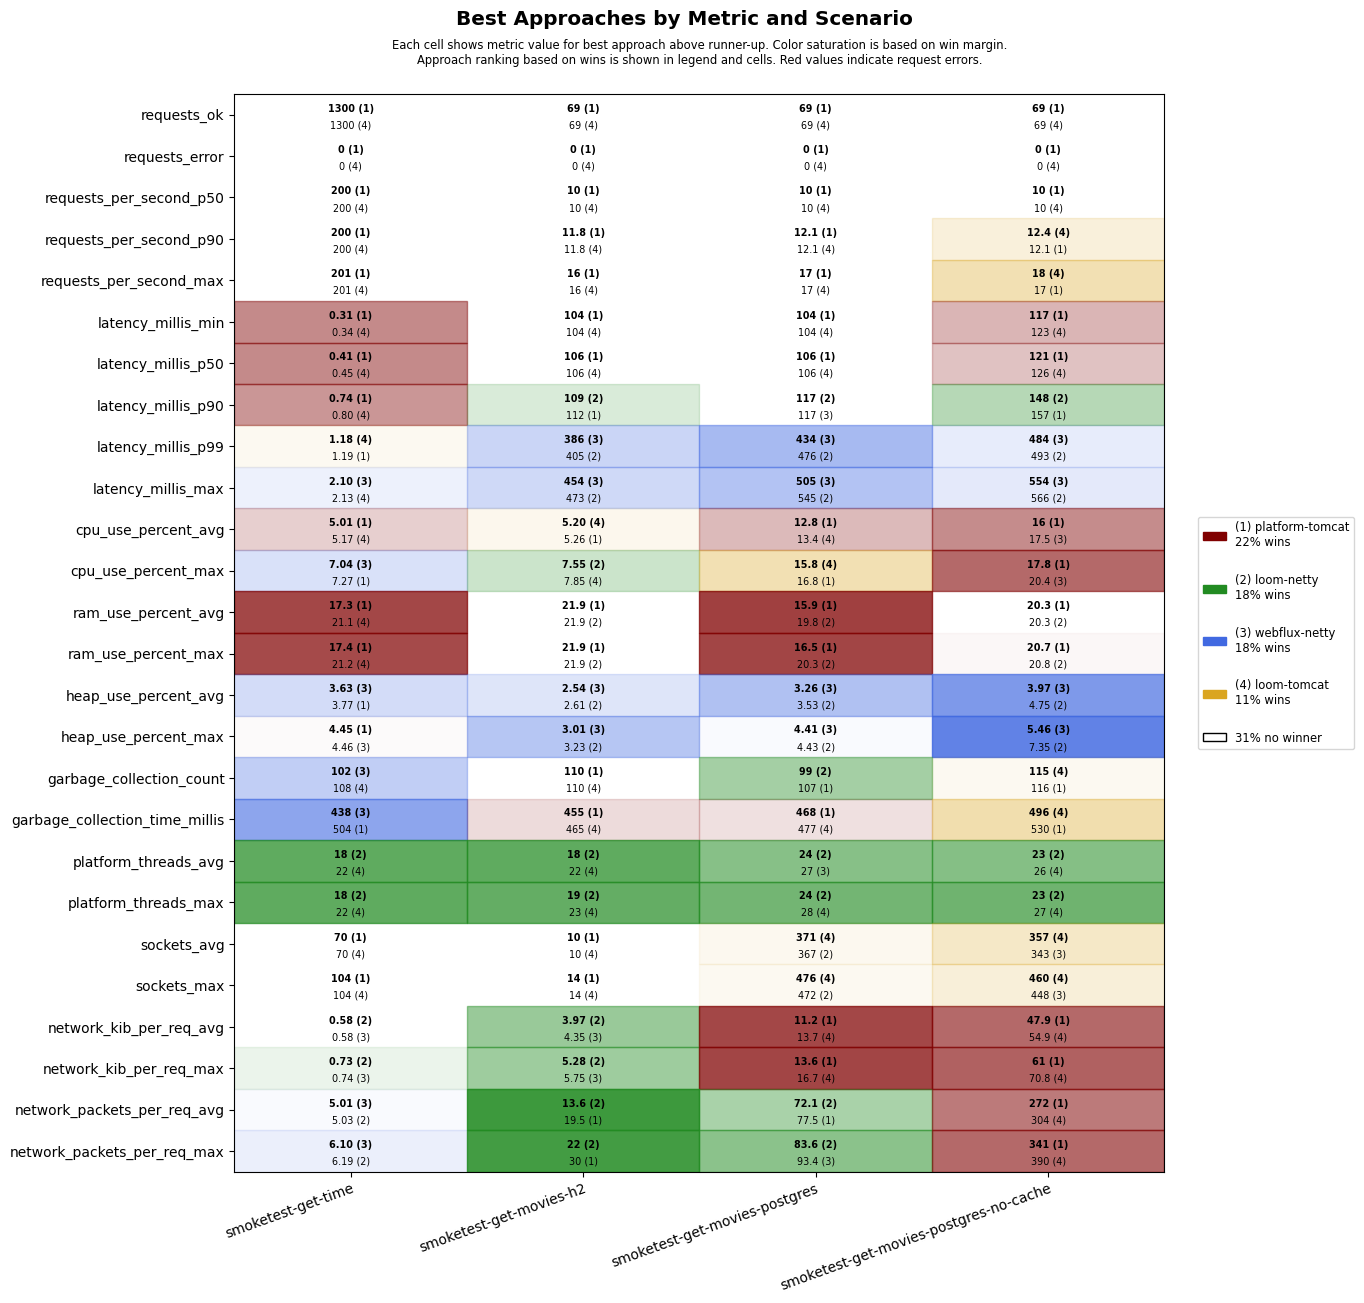 Best Approaches by Metric and Scenario
Each cell shows metric value for best approach above runner-up. Color saturation is based on win margin.
Approach ranking based on wins is shown in legend and cells. Red values indicate request errors.
requests_ok
1300 (1) 69 (1) 69 (1) 69 (1)
1300 (4) 69 (4) 69 (4) 69 (4)
requests_error
0 (1) 0 (1) 0 (1) 0 (1)
0 (4) 0 (4) 0 (4) 0 (4)
requests_per_second_p50
200 (1) 10 (1) 10 (1) 10 (1)
200 (4) 10 (4) 10 (4) 10 (4)
requests_per_second_p90
200 (1) 11.8 (1) 12.1 (1) 12.4 (4)
200 (4) 11.8 (4) 12.1 (4) 12.1 (1)
requests_per_second_max
201 (1) 16 (1) 17 (1) 18 (4)
201 (4) 16 (4) 17 (4) 17 (1)
latency_millis_min
0.31 (1) 104 (1) 104 (1) 117 (1)
0.34 (4) 104 (4) 104 (4) 123 (4)
latency_millis_p50
0.41 (1) 106 (1) 106 (1) 121 (1)
0.45 (4) 106 (4) 106 (4) 126 (4)
latency_millis_p90
0.74 (1) 109 (2) 117 (2) 148 (2)
0.80 (4) 112 (1) 117 (3) 157 (1)
latency_millis_p99
1.18 (4) 386 (3) 434 (3) 484 (3)
1.19 (1) 405 (2) 476 (2) 493 (2)
latency_millis_max
2.10 (3) 454 (3) 505 (3) 554 (3)
2.13 (4) 473 (2) 545 (2) 566 (2)
cpu_use_percent_avg
5.01 (1) 5.20 (4) 12.8 (1) 16 (1)
5.17 (4) 5.26 (1) 13.4 (4) 17.5 (3)
cpu_use_percent_max
7.04 (3) 7.55 (2) 15.8 (4) 17.8 (1)
7.27 (1) 7.85 (4) 16.8 (1) 20.4 (3)
ram_use_percent_avg
17.3 (1) 21.9 (1) 15.9 (1) 20.3 (1)
21.1 (4) 21.9 (2) 19.8 (2) 20.3 (2)
ram_use_percent_max
17.4 (1) 21.9 (1) 16.5 (1) 20.7 (1)
21.2 (4) 21.9 (2) 20.3 (2) 20.8 (2)
heap_use_percent_avg
3.63 (3) 2.54 (3) 3.26 (3) 3.97 (3)
3.77 (1) 2.61 (2) 3.53 (2) 4.75 (2)
heap_use_percent_max
4.45 (1) 3.01 (3) 4.41 (3) 5.46 (3)
4.46 (3) 3.23 (2) 4.43 (2) 7.35 (2)
garbage_collection_count
102 (3) 110 (1) 99 (2) 115 (4)
108 (4) 110 (4) 107 (1) 116 (1)
garbage_collection_time_millis
438 (3) 455 (1) 468 (1) 496 (4)
504 (1) 465 (4) 477 (4) 530 (1)
platform_threads_avg
18 (2) 18 (2) 24 (2) 23 (2)
22 (4) 22 (4) 27 (3) 26 (4)
platform_threads_max
18 (2) 19 (2) 24 (2) 23 (2)
22 (4) 23 (4) 28 (4) 27 (4)
sockets_avg
70 (1) 10 (1) 371 (4) 357 (4)
70 (4) 10 (4) 367 (2) 343 (3)
sockets_max
104 (1) 14 (1) 476 (4) 460 (4)
104 (4) 14 (4) 472 (2) 448 (3)
network_kib_per_req_avg
0.58 (2) 3.97 (2) 11.2 (1) 47.9 (1)
0.58 (3) 4.35 (3) 13.7 (4) 54.9 (4)
network_kib_per_req_max
0.73 (2) 5.28 (2) 13.6 (1) 61 (1)
0.74 (3) 5.75 (3) 16.7 (4) 70.8 (4)
network_packets_per_req_avg
5.01 (3) 13.6 (2) 72.1 (2) 272 (1)
5.03 (2) 19.5 (1) 77.5 (1) 304 (4)
network_packets_per_req_max
6.10 (3) 22 (2) 83.6 (2) 341 (1)
6.19 (2) 30 (1) 93.4 (3) 390 (4)
smoketest-get-time
smoketest-get-movies-h2
smoketest-get-movies-postgres
smoketest-get-movies-postgres-no-cache
(1) platform-tomcat
22% wins
(2) loom-netty
18% wins
(3) webflux-netty
18% wins
(4) loom-tomcat
11% wins
31% no winner